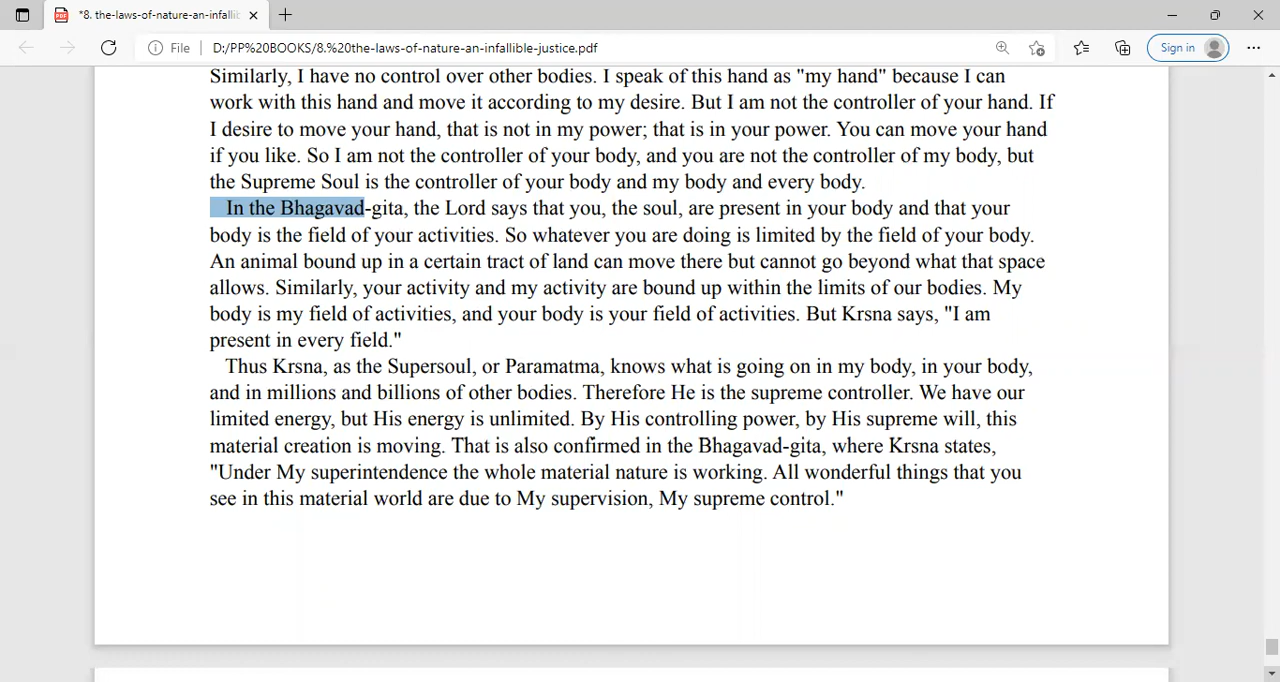 *8. the-laws-of-nature-an-infallib
File D:/PP%20BOOKS/8.%20the-laws-of-nature-an-infallible-justice.pdf Sign in
Similarly, I have no control over other bodies. I speak of this hand as "my hand" because I can
work with this hand and move it according to my desire. But I am not the controller of your hand. If
I desire to move your hand, that is not in my power; that is in your power. You can move your hand
if you like. So I am not the controller of your body, and you are not the controller of my body, but
the Supreme Soul is the controller of your body and my body and every body.
In the Bhagavad-gita, the Lord says that you, the soul, are present in your body and that your
body is the field of your activities. So whatever you are doing is limited by the field of your body.
An animal bound up in a certain tract of land can move there but cannot go beyond what that space
allows. Similarly, your activity and my activity are bound up within the limits of our bodies. My
body is my field of activities, and your body is your field of activities. But Krsna says, "I am
present in every field."
Thus Krsna, as the Supersoul, or Paramatma, knows what is going on in my body, in your body,
and in millions and billions of other bodies. Therefore He is the supreme controller. We have our
limited energy, but His energy is unlimited. By His controlling power, by His supreme will, this
material creation is moving. That is also confirmed in the Bhagavad-gita, where Krsna states,
"Under My superintendence the whole material nature is working. All wonderful things that you
see in this material world are due to My supervision, My supreme control."